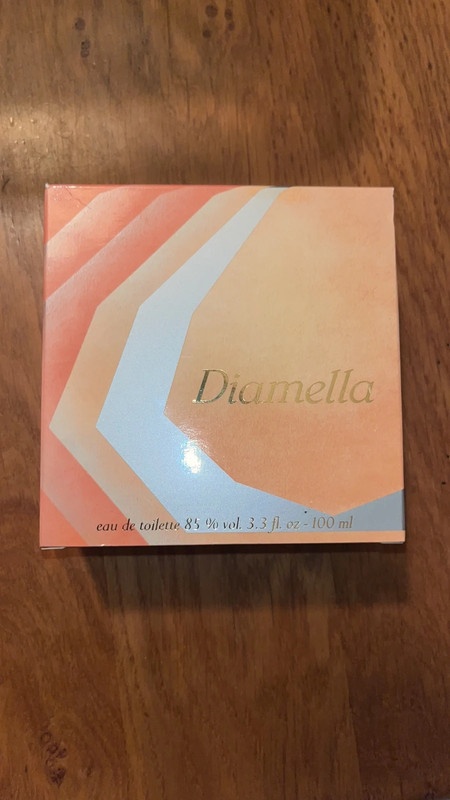 Diamella
eau de toilette 85 % vol. 3.3 fl. oz - 100 ml